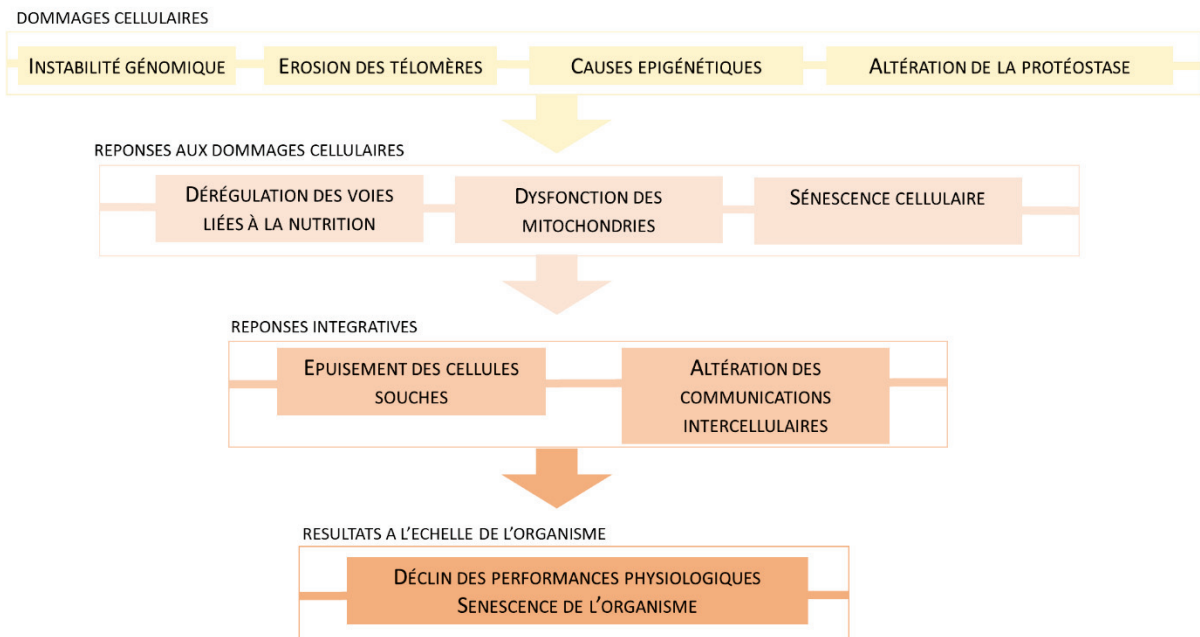 DOMMAGES CELLULAIRES
INSTABILITÉ GÉNOMIQUE
EROSION DES TÉLOMÈRES
CAUSES EPIGÉNÉTIQUES
ALTÉRATION DE LA PROTÉOSTASE
REPONSES AUX DOMMAGES CELLULAIRES
DÉRÉGULATION DES VOIES
LIÉES À LA NUTRITION
DYSFONCTION DES
MITOCHONDRIES
SÉNESCENCE CELLULAIRE
REPONSES INTEGRATIVES
EPUISEMENT DES CELLULES
SOUCHES
ALTÉRATION DES
COMMUNICATIONS
INTERCELLULAIRES
RESULTATS A L'ECHELLE DE L'ORGANISME
DÉCLIN DES PERFORMANCES PHYSIOLOGIQUES
SENESCENCE DE L'ORGANISME